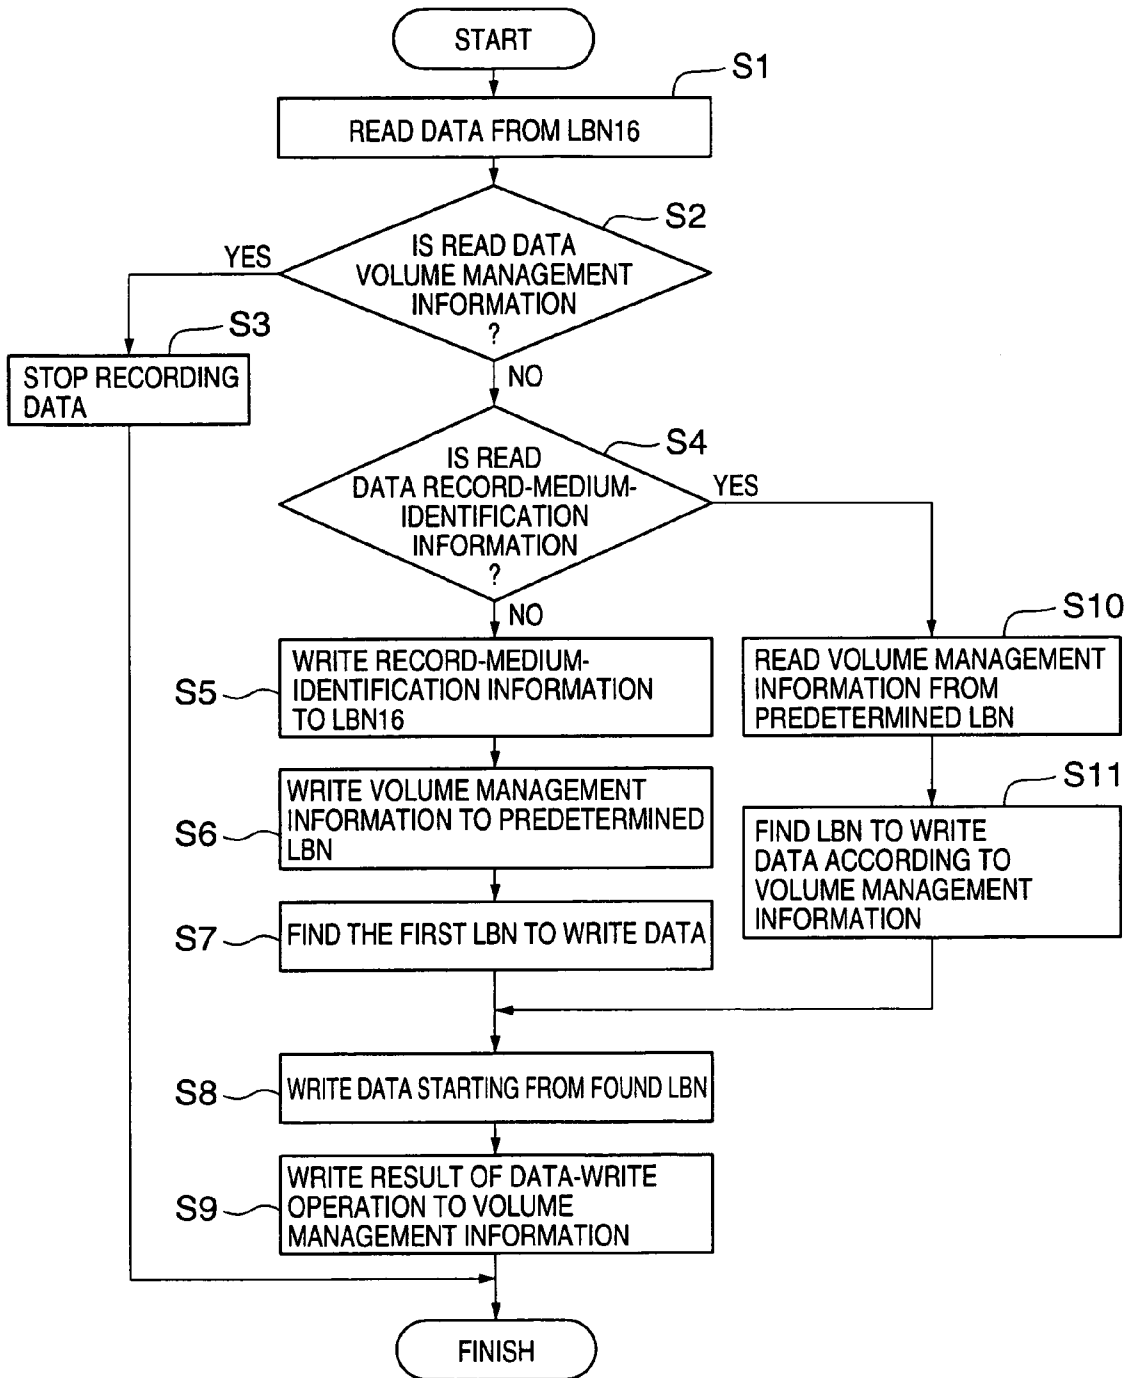 START
S1
READ DATA FROM LBN16
S2
YES
IS READ DATA
VOLUME MANAGEMENT
INFORMATION
?
S3
STOP RECORDING
DATA
NO
S4
IS READ
DATA RECORD-MEDIUM-
IDENTIFICATION
INFORMATION
?
YES
NO
S5
WRITE RECORD-MEDIUM-
IDENTIFICATION INFORMATION
TO LBN16
S10
READ VOLUME MANAGEMENT
INFORMATION FROM
PREDETERMINED LBN
S6
WRITE VOLUME MANAGEMENT
INFORMATION TO PREDETERMINED
LBN
S11
FIND LBN TO WRITE
DATA ACCORDING TO
VOLUME MANAGEMENT
INFORMATION
S7
FIND THE FIRST LBN TO WRITE DATA
S8
WRITE DATA STARTING FROM FOUND LBN
S9
WRITE RESULT OF DATA-WRITE
OPERATION TO VOLUME
MANAGEMENT INFORMATION
FINISH